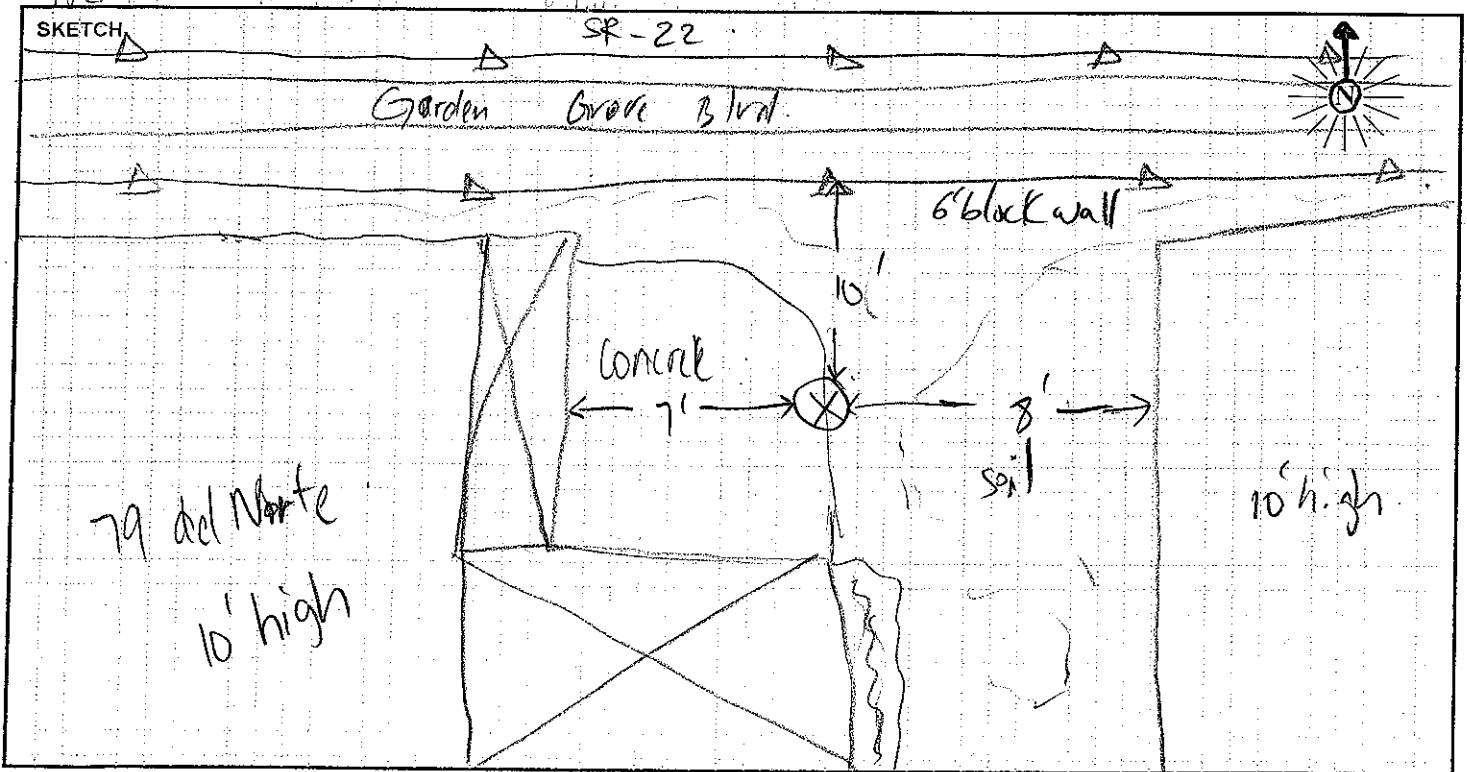 SKETCH
SR-22
N
Garden Grove Blvd.
6' block wall
10'
concrete
7'
8'
soil
79 del Norte
10' high
10' high.